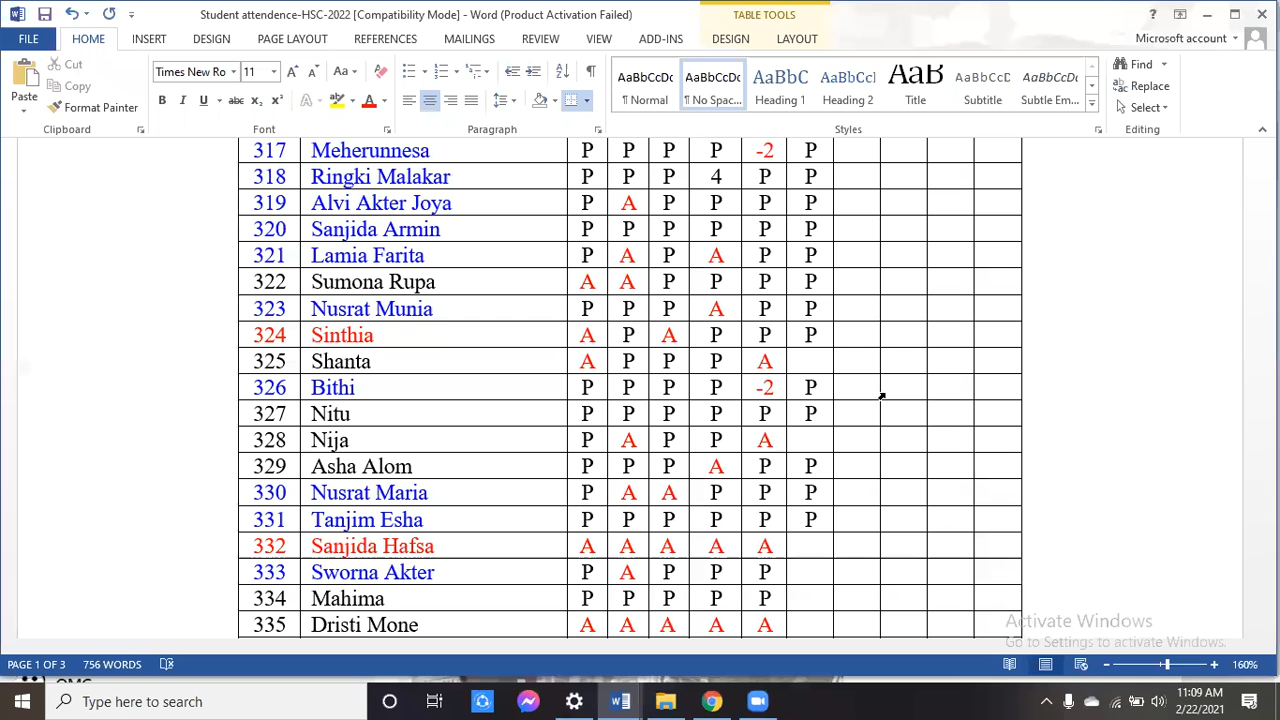 Student attendence-HSC-2022 [Compatibility Mode] - Word (Product Activation Failed)
TABLE TOOLS
FILE HOME INSERT DESIGN PAGE LAYOUT REFERENCES MAILINGS REVIEW VIEW ADD-INS DESIGN LAYOUT Microsoft account
Cut
Copy
Format Painter
Paste
Times New Ro 11
AaBbCcDc AaBbCcDc AaBbC AaBbCcI AaB AaBbCcD AaBbCcDc
¶ Normal ¶ No Spac... Heading 1 Heading 2 Title Subtitle Subtle Em...
Find
Replace
Select
Clipboard Font Paragraph Styles Editing
317 Meherunnesa P P P P -2 P
318 Ringki Malakar P P P 4 P P
319 Alvi Akter Joya P A P P P P
320 Sanjida Armin P P P P P P
321 Lamia Farita P A P A P P
322 Sumona Rupa A A P P P P
323 Nusrat Munia P P P A P P
324 Sinthia A P A P P P
325 Shanta A P P P A
326 Bithi P P P P -2 P
327 Nitu P P P P P P
328 Nija P A P P A
329 Asha Alom P P P A P P
330 Nusrat Maria P A A P P P
331 Tanjim Esha P P P P P P
332 Sanjida Hafsa A A A A A
333 Sworna Akter P A P P P
334 Mahima P P P P P
335 Dristi Mone A A A A A
Activate Windows
Go to Settings to activate Windows.
PAGE 1 OF 3 756 WORDS 160%
Type here to search
11:09 AM
2/22/2021